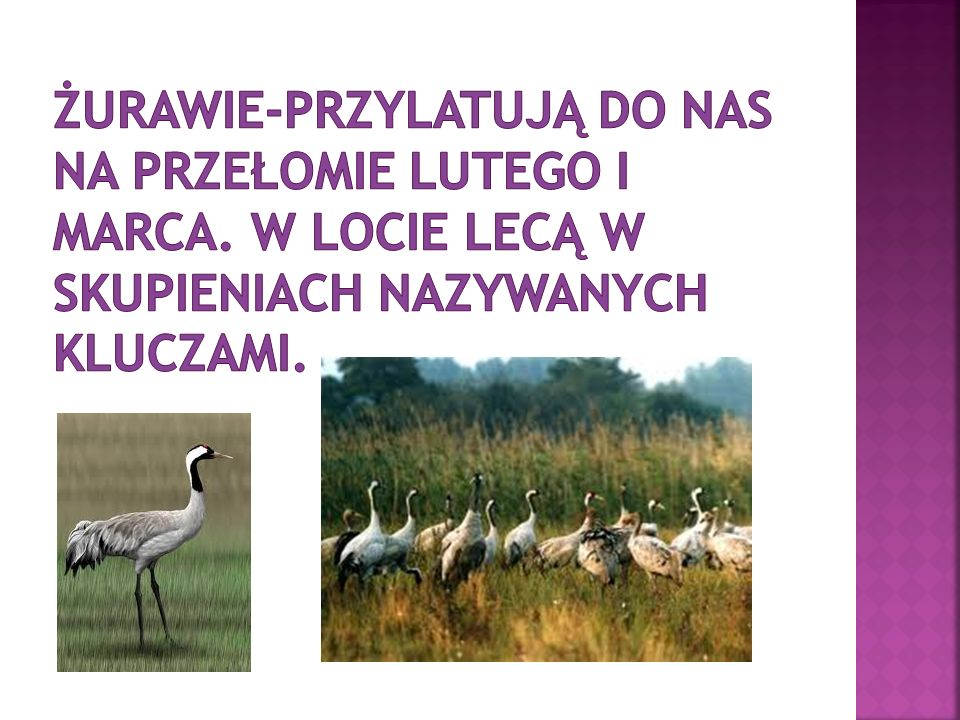 ŻURAWIE-PRZYLATUJĄ DO NAS
NA PRZEŁOMIE LUTEGO I
MARCA. W LOCIE LECĄ W
SKUPIENIACH NAZYWANYCH
KLUCZAMI.